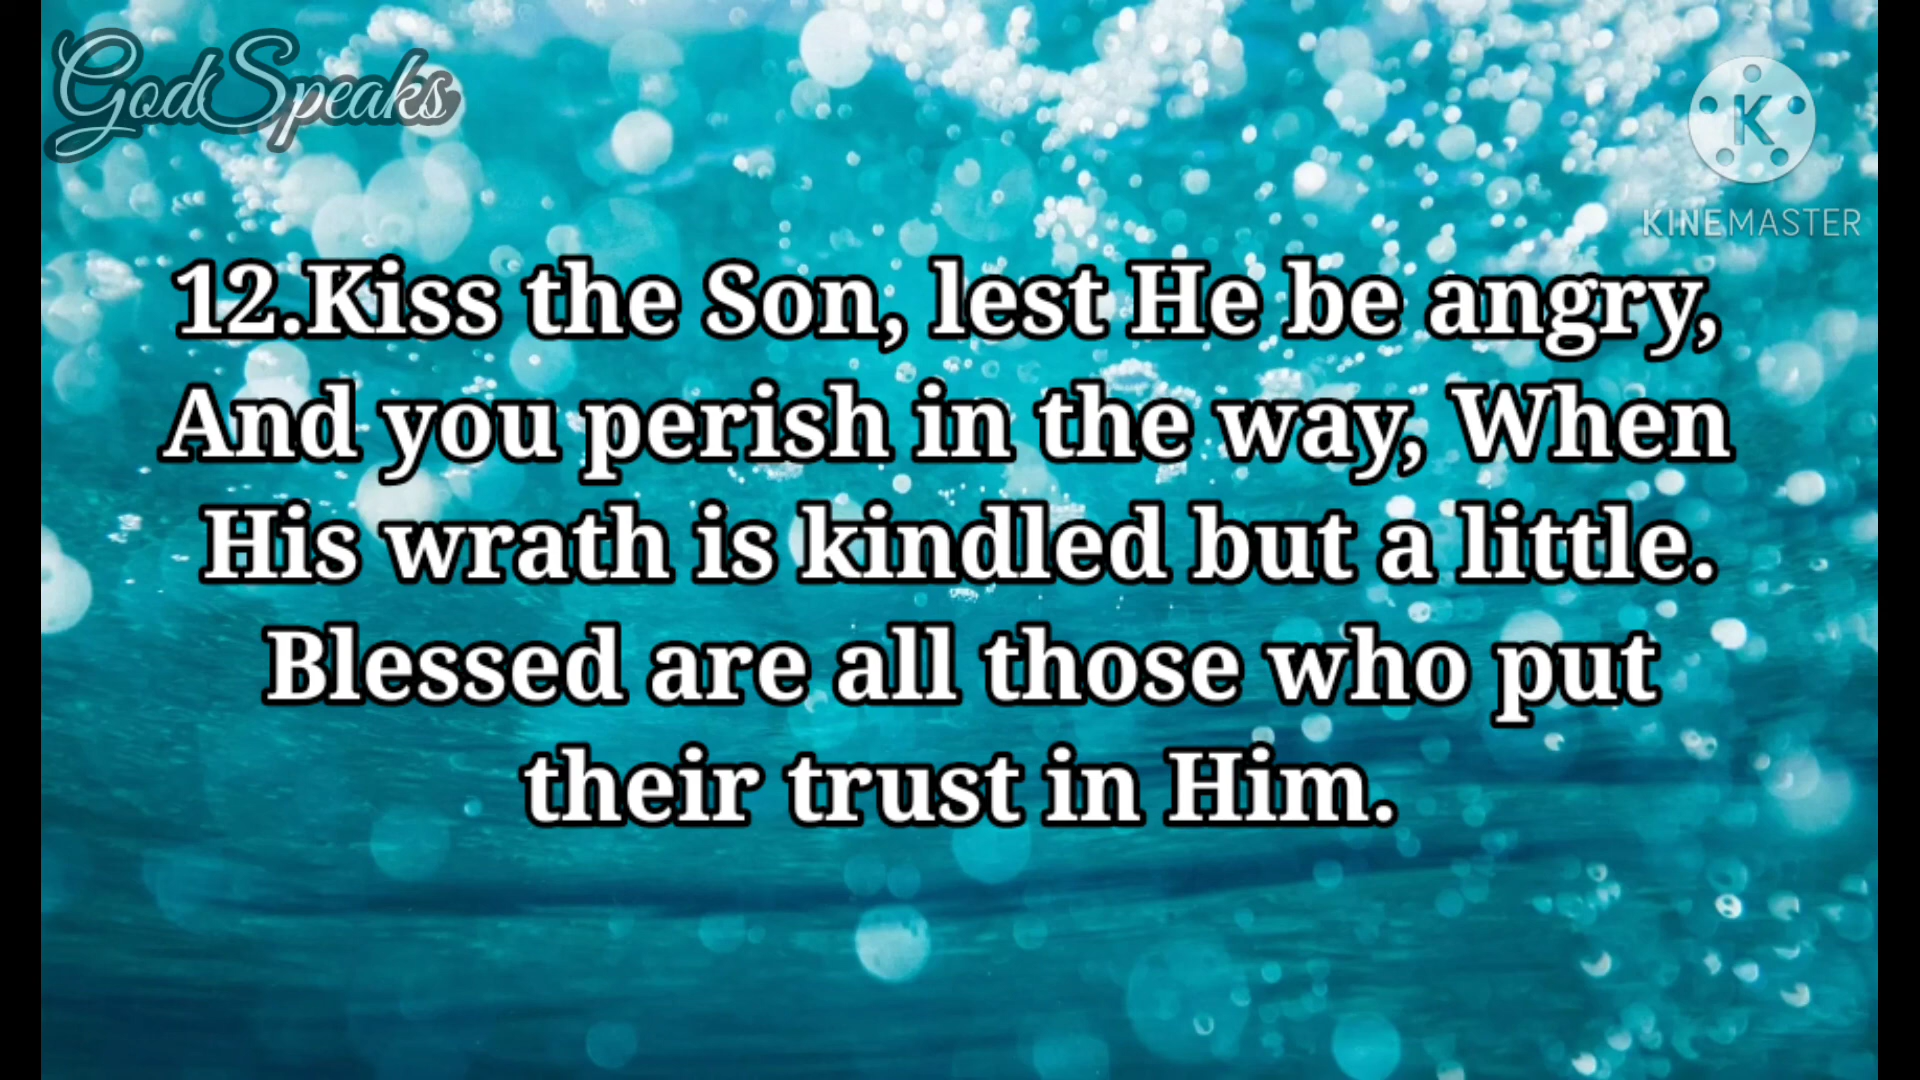 GodSpeaks
K
KINEMASTER
12.Kiss the Son, lest He be angry,
And you perish in the way, When
His wrath is kindled but a little.
Blessed are all those who put
their trust in Him.